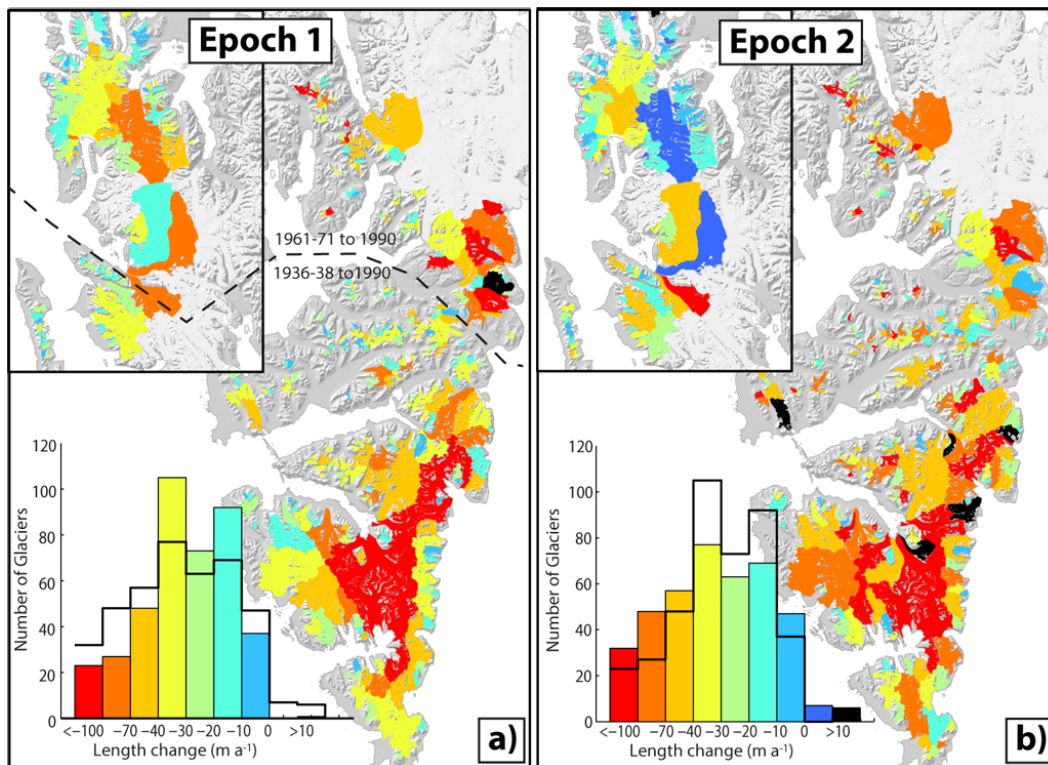 Epoch 1
1961-71 to 1990
1936-38 to1990
120
100
80
60
40
20
0
Number of Glaciers
<−100 −70 −40 −30 −20 −10 0 >10
Length change (m a⁻¹)
a)
Epoch 2
120
100
80
60
40
20
0
Number of Glaciers
<−100 −70 −40 −30 −20 −10 0 >10
Length change (m a⁻¹)
b)